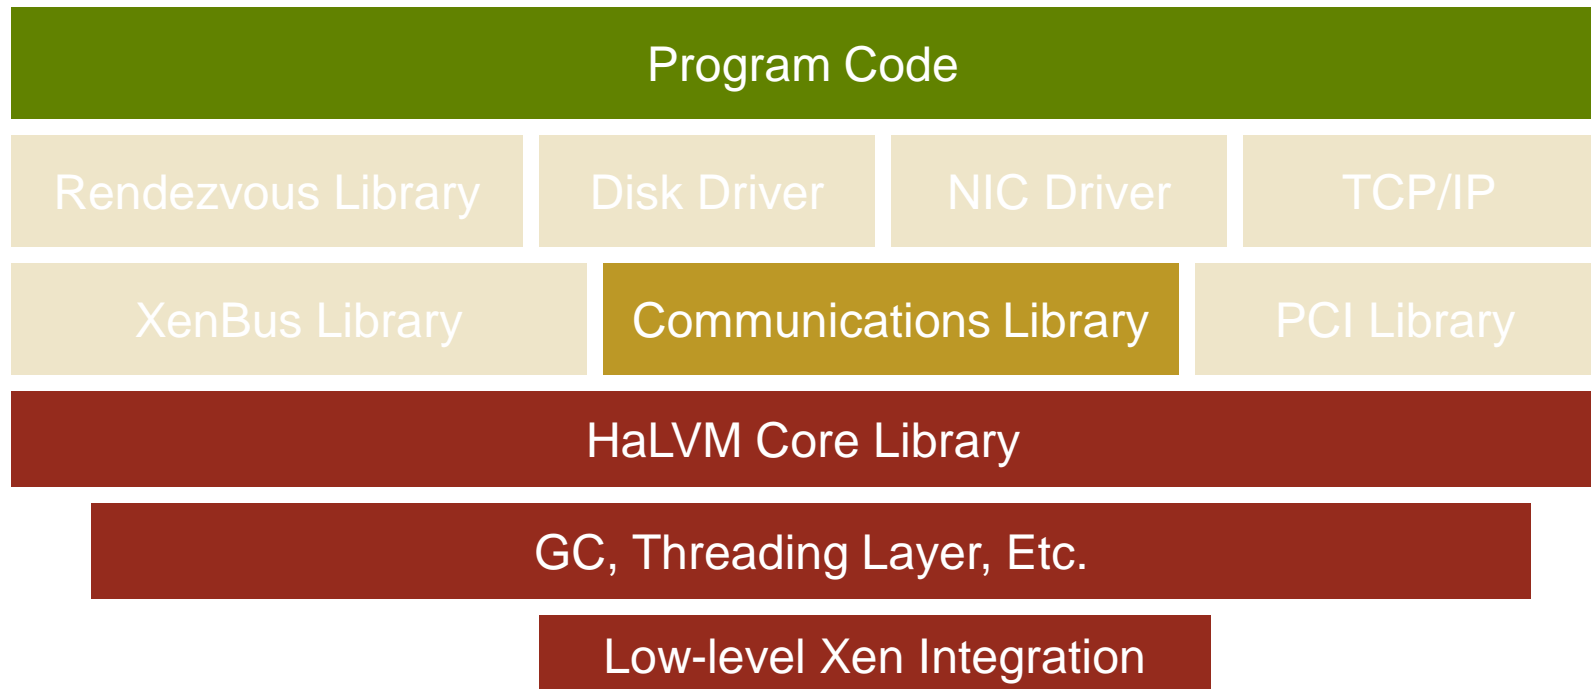 Program Code
Rendezvous Library
Disk Driver
NIC Driver
TCP/IP
XenBus Library
Communications Library
PCI Library
HaLVM Core Library
GC, Threading Layer, Etc.
Low-level Xen Integration